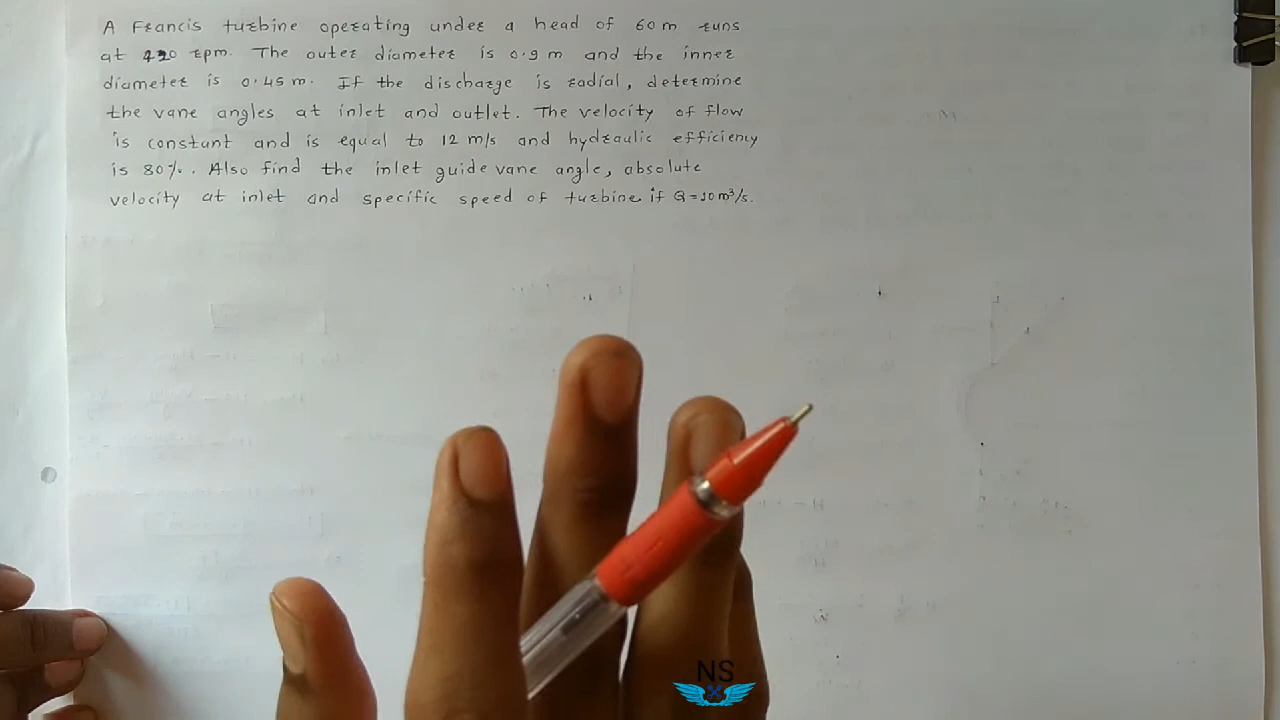 A Francis turbine operating under a head of 60 m runs
at rpm. The outer diameter is 0.9 m and the inner
diameter is 0.45 m. If the discharge is radial, determine
the vane angles at inlet and outlet. The velocity of flow
is constant and is equal to 12 m/s and hydraulic efficiency
is 80%. Also find the inlet guide vane angle, absolute
velocity at inlet and specific speed of turbine if Q = 10 m³/s.
NS